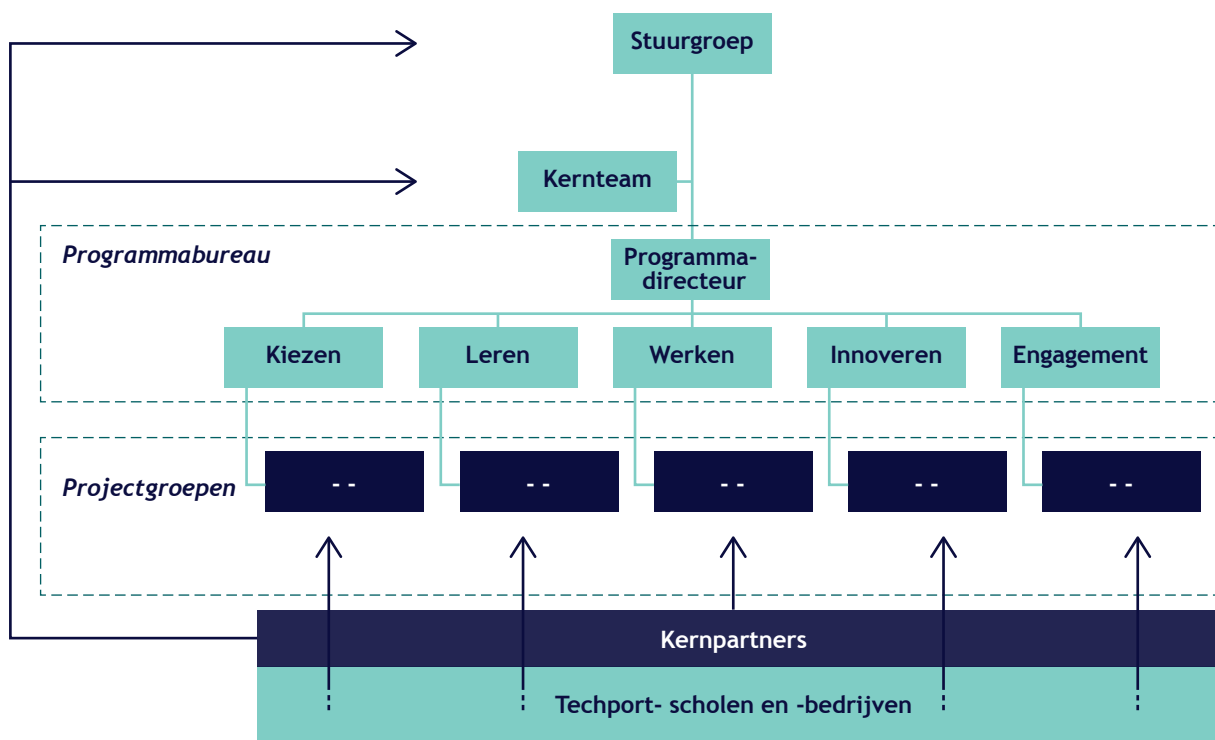 Stuurgroep
Kernteam
Programmabureau
Programma-
directeur
Kiezen
Leren
Werken
Innoveren
Engagement
Projectgroepen
- -
- -
- -
- -
- -
Kernpartners
Techport- scholen en -bedrijven